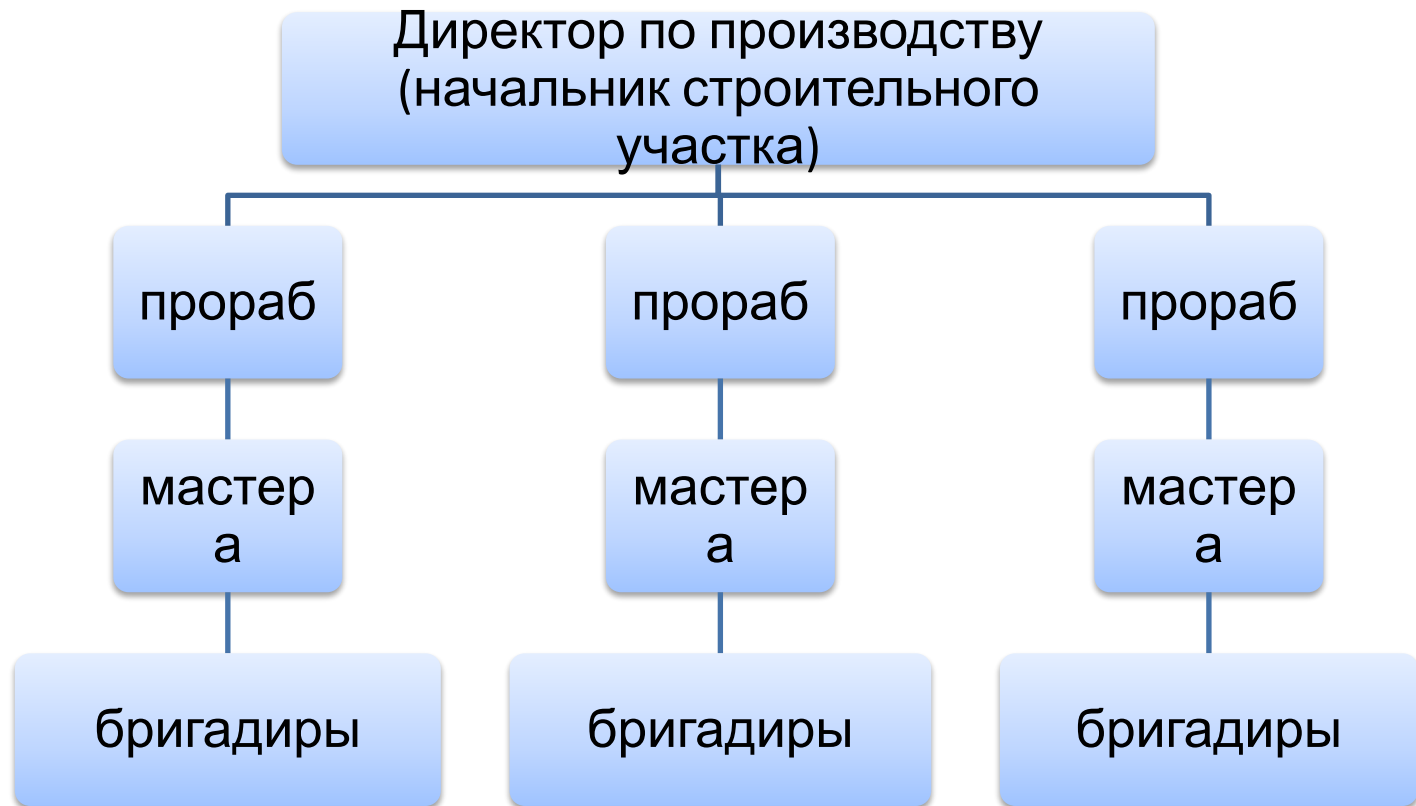 Директор по производству
(начальник строительного
участка)
прораб
прораб
прораб
мастер
а
мастер
а
мастер
а
бригадиры
бригадиры
бригадиры